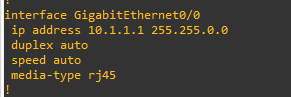 !
interface GigabitEthernet0/0
 ip address 10.1.1.1 255.255.0.0
 duplex auto
 speed auto
 media-type rj45
!